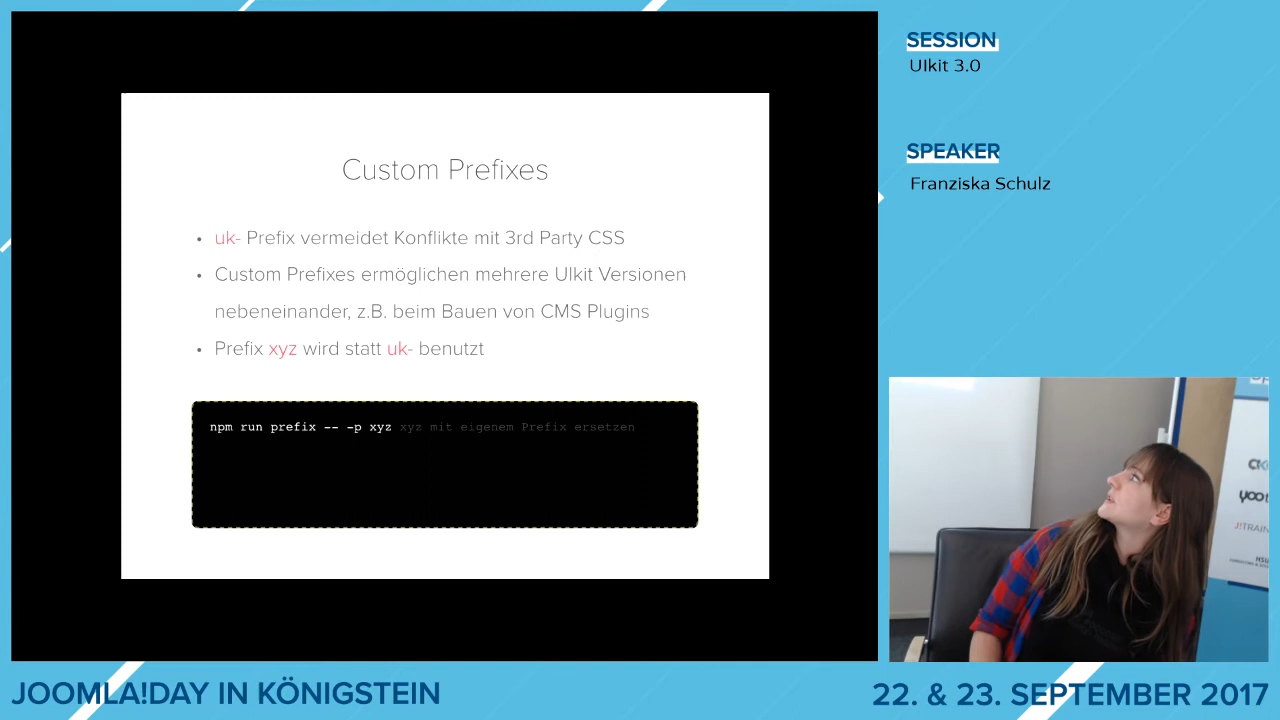 SESSION
UIkit 3.0
SPEAKER
Franziska Schulz
Custom Prefixes
• uk- Prefix vermeidet Konflikte mit 3rd Party CSS
• Custom Prefixes ermöglichen mehrere UIkit Versionen
nebeneinander, z.B. beim Bauen von CMS Plugins
• Prefix xyz wird statt uk- benutzt
npm run prefix -- -p xyz xyz mit eigenem Prefix ersetzen
JOOMLA!DAY IN KÖNIGSTEIN
22. & 23. SEPTEMBER 2017